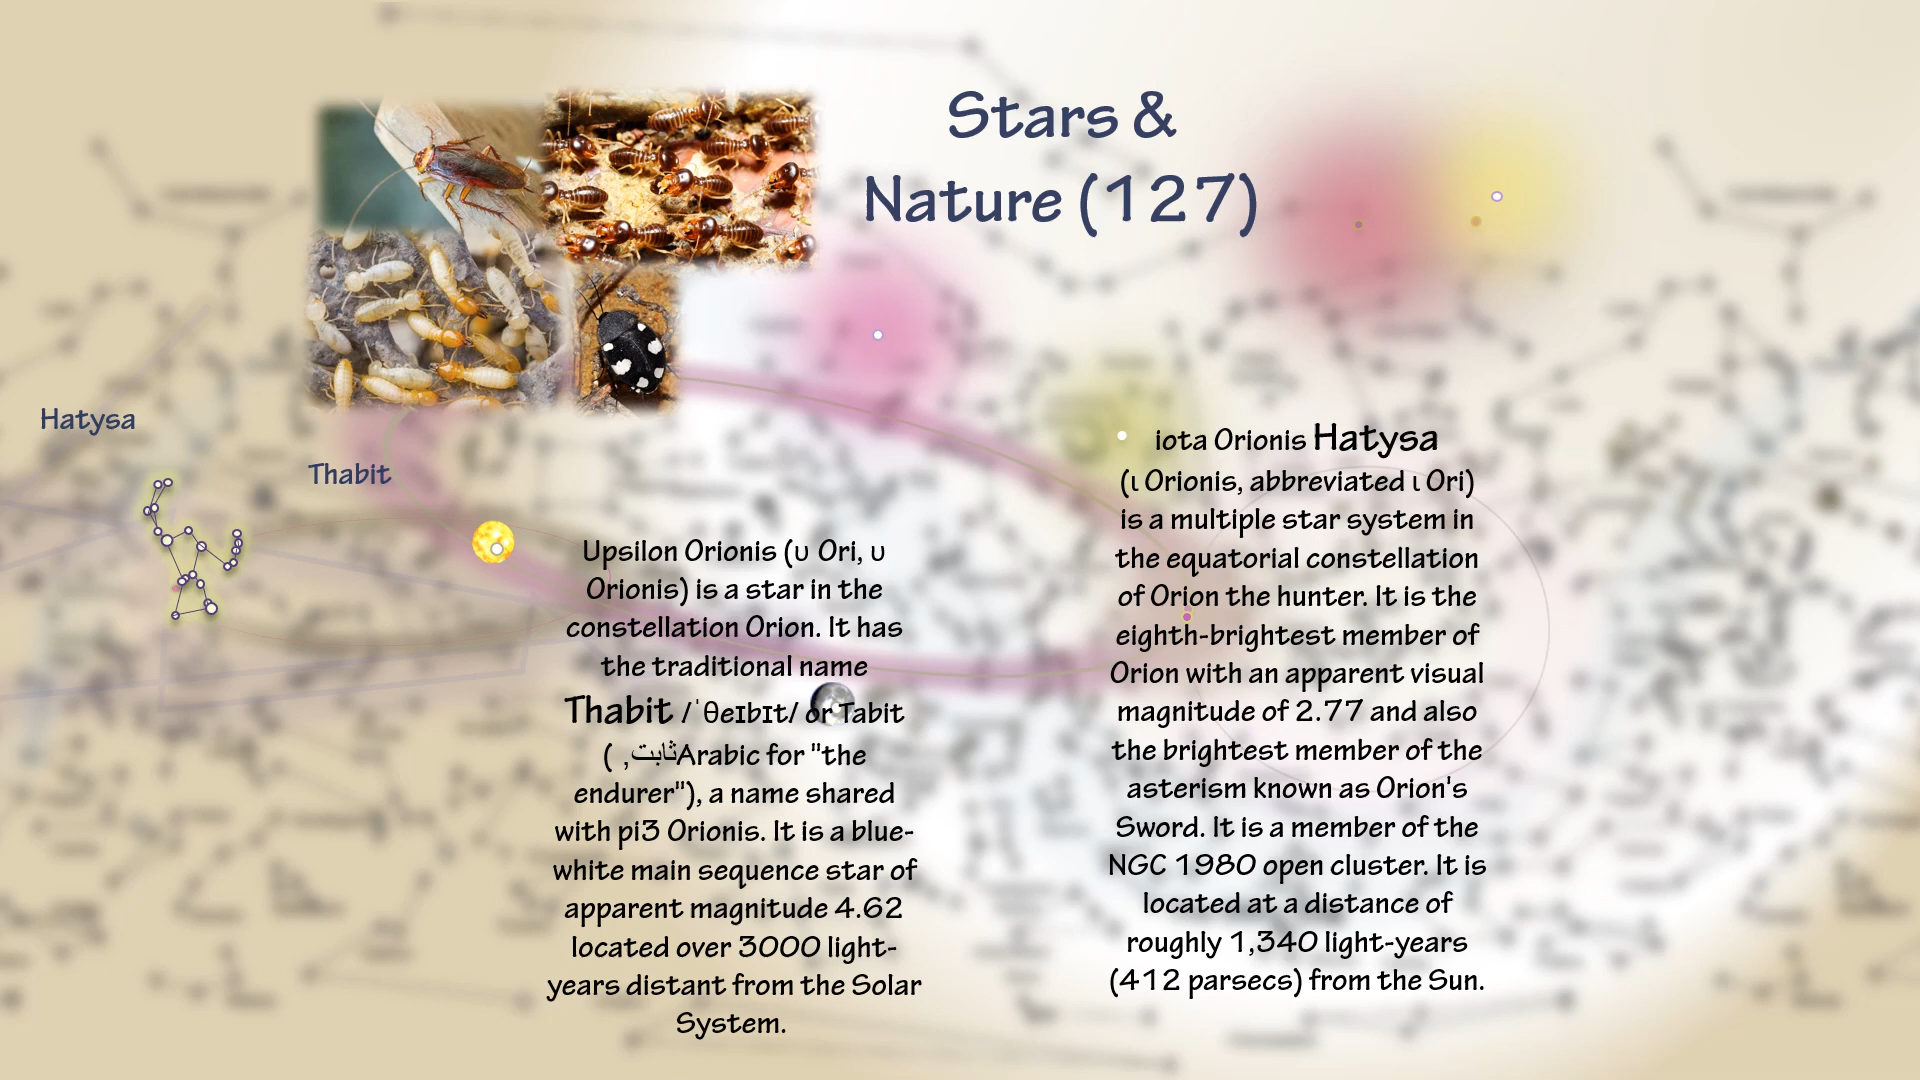 Stars &
Nature (127)
Hatysa
Thabit
Upsilon Orionis (υ Ori, υ
Orionis) is a star in the
constellation Orion. It has
the traditional name
Thabit /ˈθeɪbɪt/ or Tabit
( ,ثابتArabic for "the
endurer"), a name shared
with pi3 Orionis. It is a blue-
white main sequence star of
apparent magnitude 4.62
located over 3000 light-
years distant from the Solar
System.
iota Orionis Hatysa
(ι Orionis, abbreviated ι Ori)
is a multiple star system in
the equatorial constellation
of Orion the hunter. It is the
eighth-brightest member of
Orion with an apparent visual
magnitude of 2.77 and also
the brightest member of the
asterism known as Orion's
Sword. It is a member of the
NGC 1980 open cluster. It is
located at a distance of
roughly 1,340 light-years
(412 parsecs) from the Sun.